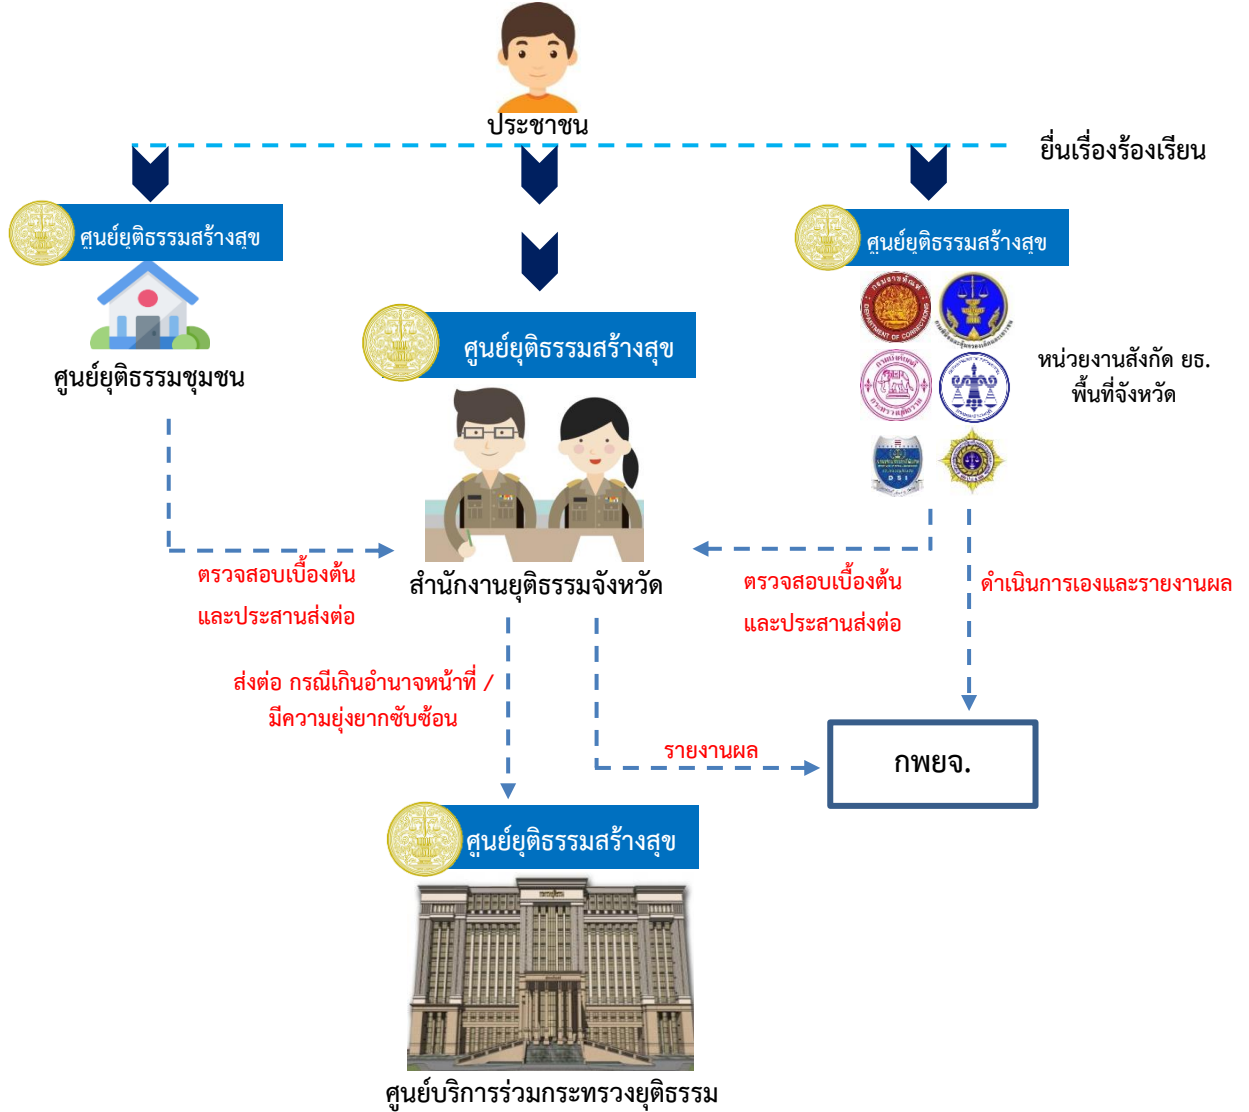 ประชาชน
ยื่นเรื่องร้องเรียน
ศูนย์ยุติธรรมสร้างสุข
ศูนย์ยุติธรรมสร้างสุข
ศูนย์ยุติธรรมสร้างสุข
ศูนย์ยุติธรรมชุมชน
หน่วยงานสังกัด ยธ.
พื้นที่จังหวัด
กรมราชทัณฑ์
DEPARTMENT OF CORRECTIONS
DSI
สำนักงานยุติธรรมจังหวัด
ตรวจสอบเบื้องต้น
และประสานส่งต่อ
ตรวจสอบเบื้องต้น
และประสานส่งต่อ
ดำเนินการเองและรายงานผล
ส่งต่อ กรณีเกินอำนาจหน้าที่ /
มีความยุ่งยากซับซ้อน
รายงานผล
กพยจ.
ศูนย์ยุติธรรมสร้างสุข
ศูนย์บริการร่วมกระทรวงยุติธรรม